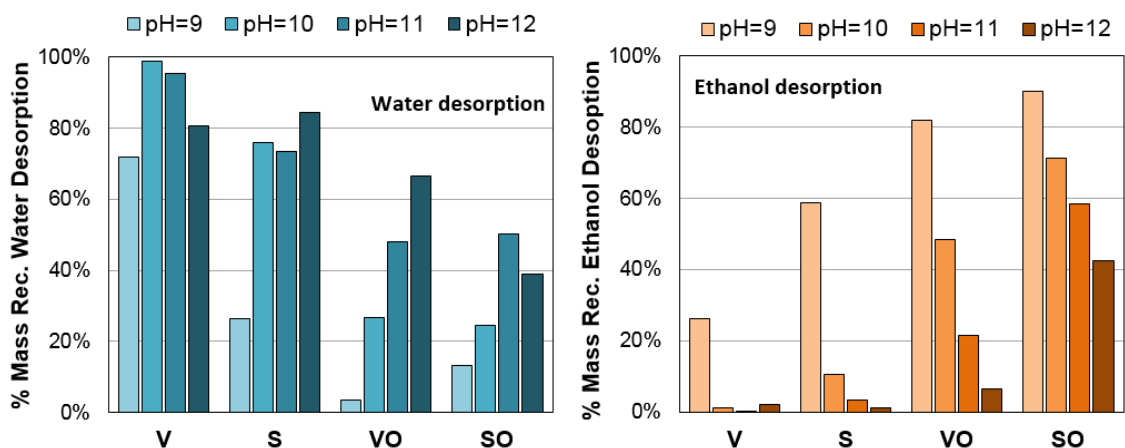 pH=9 pH=10 pH=11 pH=12
% Mass Rec. Water Desorption
100%
80%
60%
40%
20%
0%
Water desorption
V S VO SO
pH=9 pH=10 pH=11 pH=12
% Mass Rec. Ethanol Desoption
100%
80%
60%
40%
20%
0%
Ethanol desorption
V S VO SO